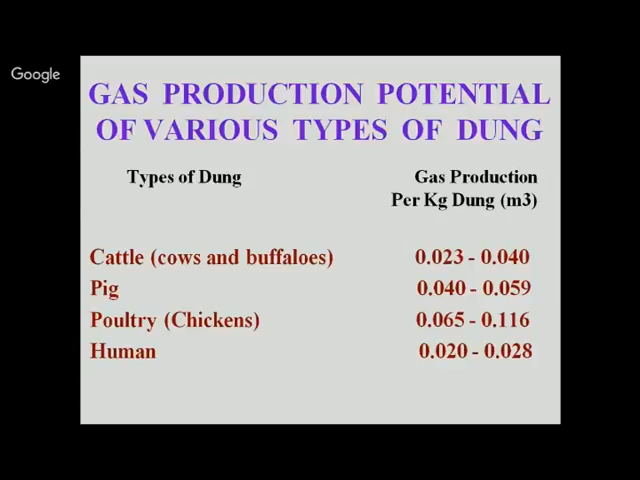 Google
GAS PRODUCTION POTENTIAL
OF VARIOUS TYPES OF DUNG
Types of Dung Gas Production
Per Kg Dung (m3)
Cattle (cows and buffaloes) 0.023 - 0.040
Pig 0.040 - 0.059
Poultry (Chickens) 0.065 - 0.116
Human 0.020 - 0.028